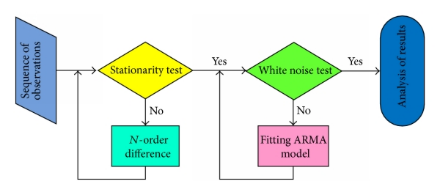 Sequence of
observations
Stationarity test
Yes
White noise test
Yes
Analysis of results
No
No
N-order
difference
Fitting ARMA
model